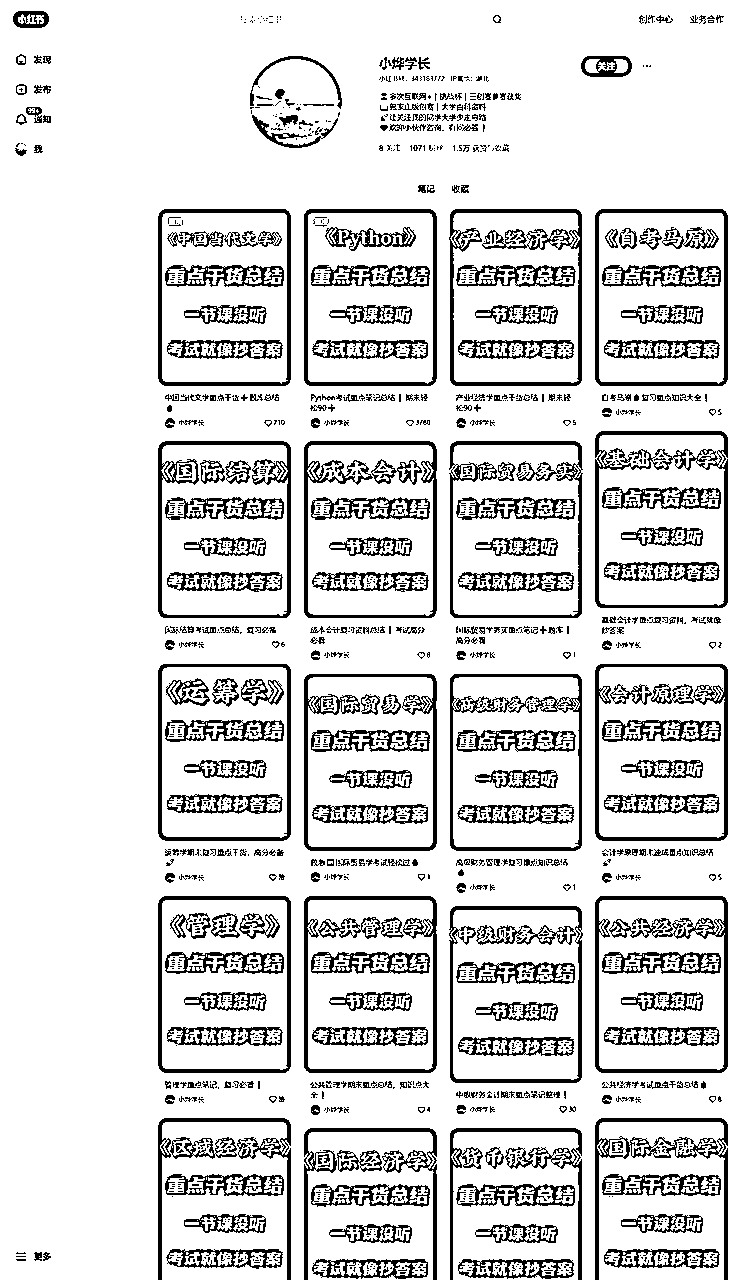 小红书
创作中心 业务合作
发现
发布
99+
通知
我
小烨学长
关注
8 关注 1071 粉丝 1.5万 获赞与收藏
笔记 收藏
《中国当代文学》
重点干货总结
一节课没听
考试就像抄答案
中国当代文学重点干货➕题库总结
小烨学长 710
《Python》
重点干货总结
一节课没听
考试就像抄答案
Python考试重点笔记总结❗期末轻
松90➕
小烨学长 3780
《产业经济学》
重点干货总结
一节课没听
考试就像抄答案
产业经济学重点干货总结❗期末轻
松90➕
小烨学长 5
《自考马原》
重点干货总结
一节课没听
考试就像抄答案
自考马原🔥复习重点知识大全❗
小烨学长 5
《国际结算》
重点干货总结
一节课没听
考试就像抄答案
国际结算考试重点总结，复习必备
小烨学长 6
《成本会计》
重点干货总结
一节课没听
考试就像抄答案
成本会计复习资料总结❗考试高分
必看
小烨学长 8
《国际贸易务实》
重点干货总结
一节课没听
考试就像抄答案
国际贸易学务实重点笔记➕题库❗
高分必看
小烨学长 1
《基础会计学》
重点干货总结
一节课没听
考试就像抄答案
基础会计学重点复习资料，考试就像
抄答案
小烨学长 2
《运筹学》
重点干货总结
一节课没听
考试就像抄答案
运筹学期末复习重点干货，高分必备
小烨学长
《国际贸易学》
重点干货总结
一节课没听
考试就像抄答案
国际贸易学考试轻松过
小烨学长
《高级财务管理学》
重点干货总结
一节课没听
考试就像抄答案
高级财务管理学复习重点知识总结
小烨学长 1
《会计原理学》
重点干货总结
一节课没听
考试就像抄答案
会计学原理期末速成重点知识总结
小烨学长 5
《管理学》
重点干货总结
一节课没听
考试就像抄答案
管理学重点笔记，复习必看❗
小烨学长
《公共管理学》
重点干货总结
一节课没听
考试就像抄答案
公共管理学期末重点总结，知识点大
全❗
小烨学长 4
《中级财务会计》
重点干货总结
一节课没听
考试就像抄答案
中级财务会计期末重点笔记整理❗
小烨学长 30
《公共经济学》
重点干货总结
一节课没听
考试就像抄答案
公共经济学考试重点干货总结
小烨学长 8
《区域经济学》
重点干货总结
一节课没听
考试就像抄答案
《国际经济学》
重点干货总结
一节课没听
考试就像抄答案
《货币银行学》
重点干货总结
一节课没听
考试就像抄答案
《国际金融学》
重点干货总结
一节课没听
考试就像抄答案
更多